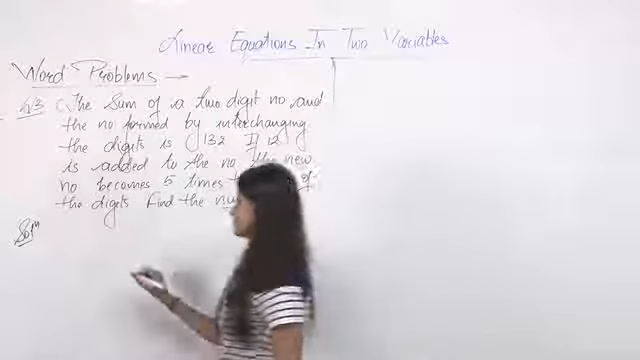 Linear Equations In Two Variables
Word Problems →
(The Sum of a two digit no and
the no formed by interchanging
the digits is 132 If 12
is added to the no the new
no becomes 5 times of
the digits Find the
Solⁿ